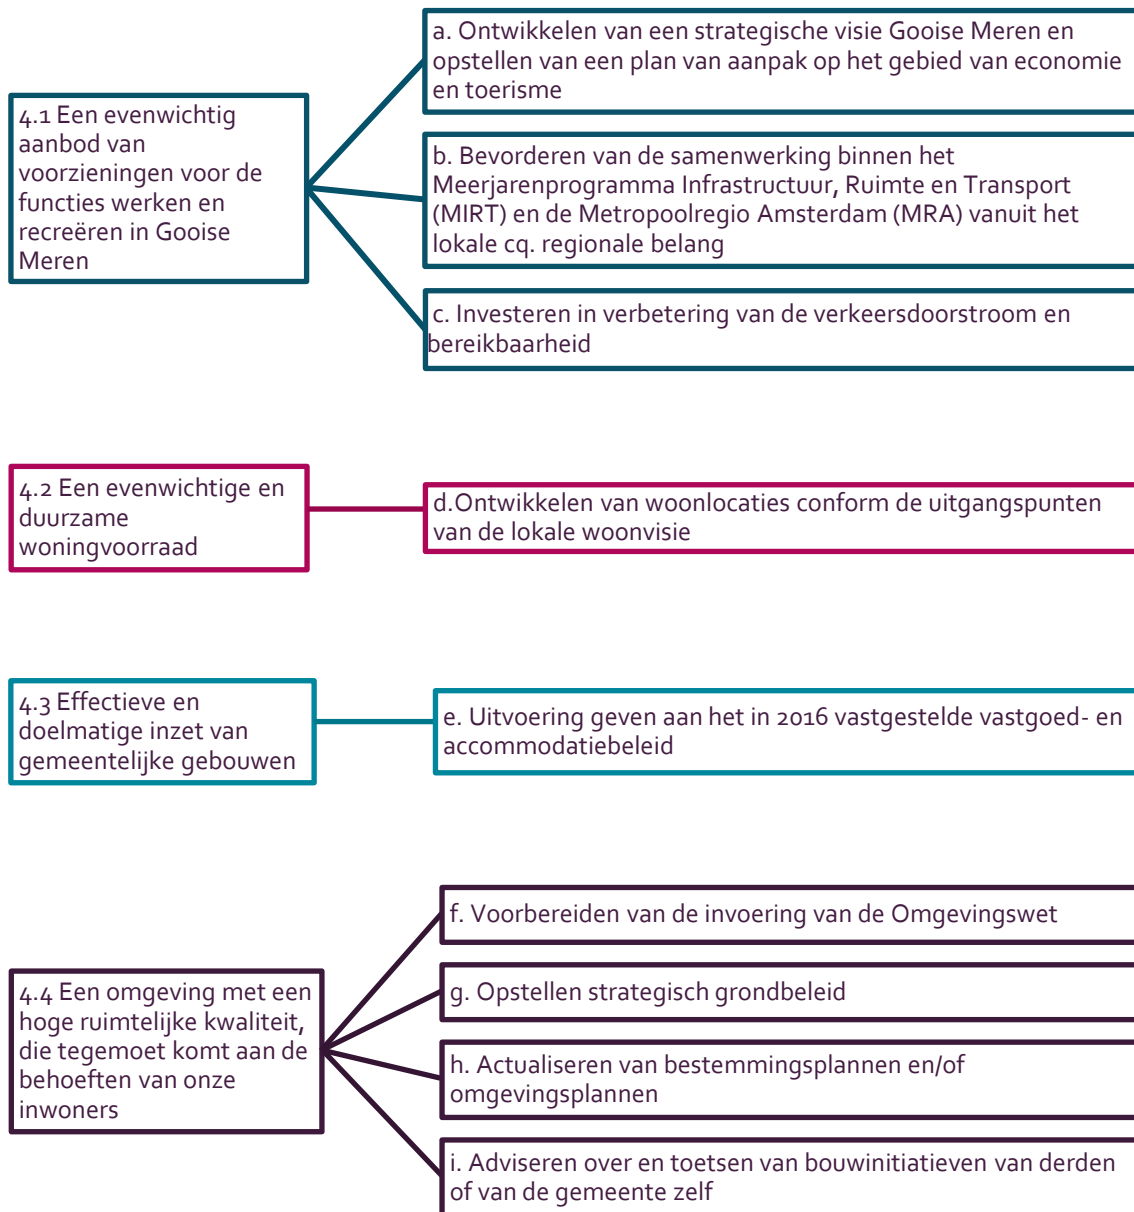 4.1 Een evenwichtig
aanbod van
voorzieningen voor de
functies werken en
recreëren in Gooise
Meren
a. Ontwikkelen van een strategische visie Gooise Meren en
opstellen van een plan van aanpak op het gebied van economie
en toerisme
b. Bevorderen van de samenwerking binnen het
Meerjarenprogramma Infrastructuur, Ruimte en Transport
(MIRT) en de Metropoolregio Amsterdam (MRA) vanuit het
lokale cq. regionale belang
c. Investeren in verbetering van de verkeersdoorstroom en
bereikbaarheid
4.2 Een evenwichtige en
duurzame
woningvoorraad
d.Ontwikkelen van woonlocaties conform de uitgangspunten
van de lokale woonvisie
4.3 Effectieve en
doelmatige inzet van
gemeentelijke gebouwen
e. Uitvoering geven aan het in 2016 vastgestelde vastgoed- en
accommodatiebeleid
4.4 Een omgeving met een
hoge ruimtelijke kwaliteit,
die tegemoet komt aan de
behoeften van onze
inwoners
f. Voorbereiden van de invoering van de Omgevingswet
g. Opstellen strategisch grondbeleid
h. Actualiseren van bestemmingsplannen en/of
omgevingsplannen
i. Adviseren over en toetsen van bouwinitiatieven van derden
of van de gemeente zelf